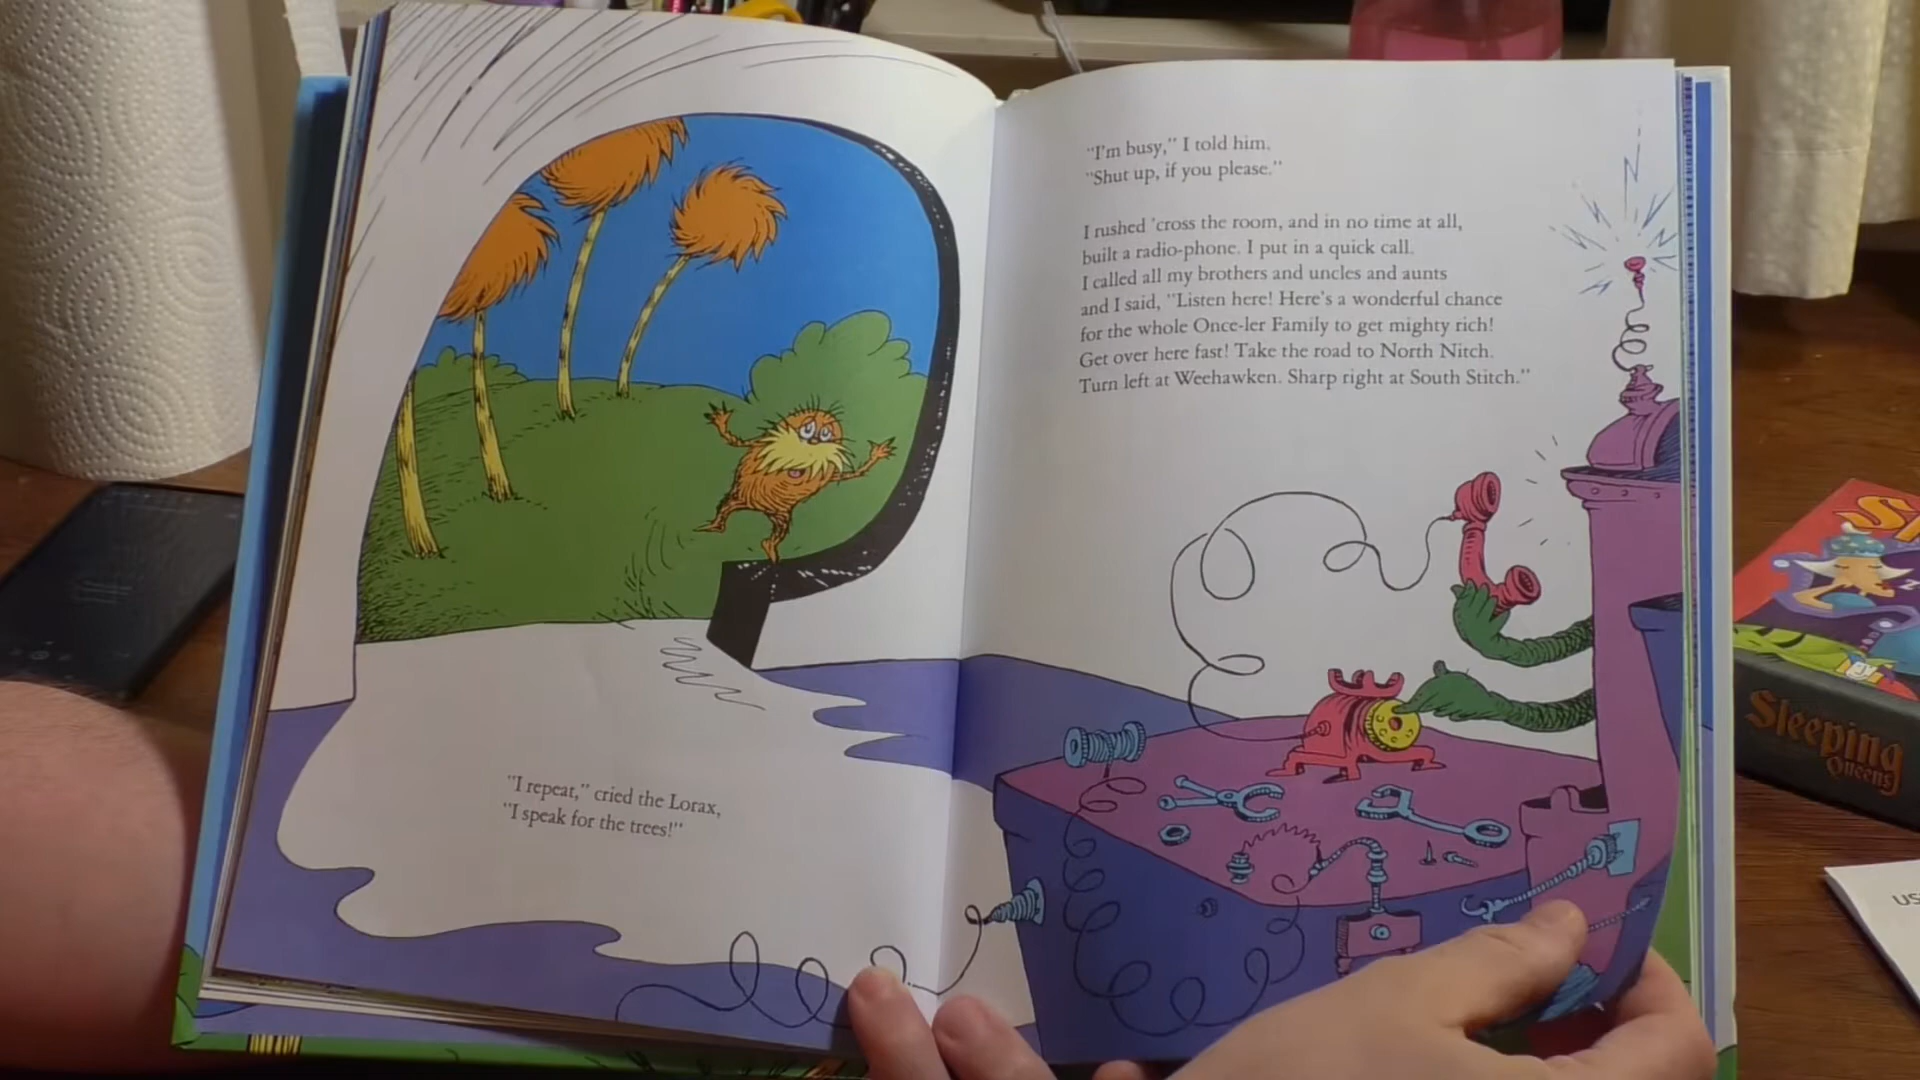 "I repeat," cried the Lorax,
"I speak for the trees!"
"I'm busy," I told him.
"Shut up, if you please."
I rushed 'cross the room, and in no time at all,
built a radio-phone. I put in a quick call.
I called all my brothers and uncles and aunts
and I said, "Listen here! Here's a wonderful chance
for the whole Once-ler Family to get mighty rich!
Get over here fast! Take the road to North Nitch.
Turn left at Weehawken. Sharp right at South Stitch."
Sleeping
Queens